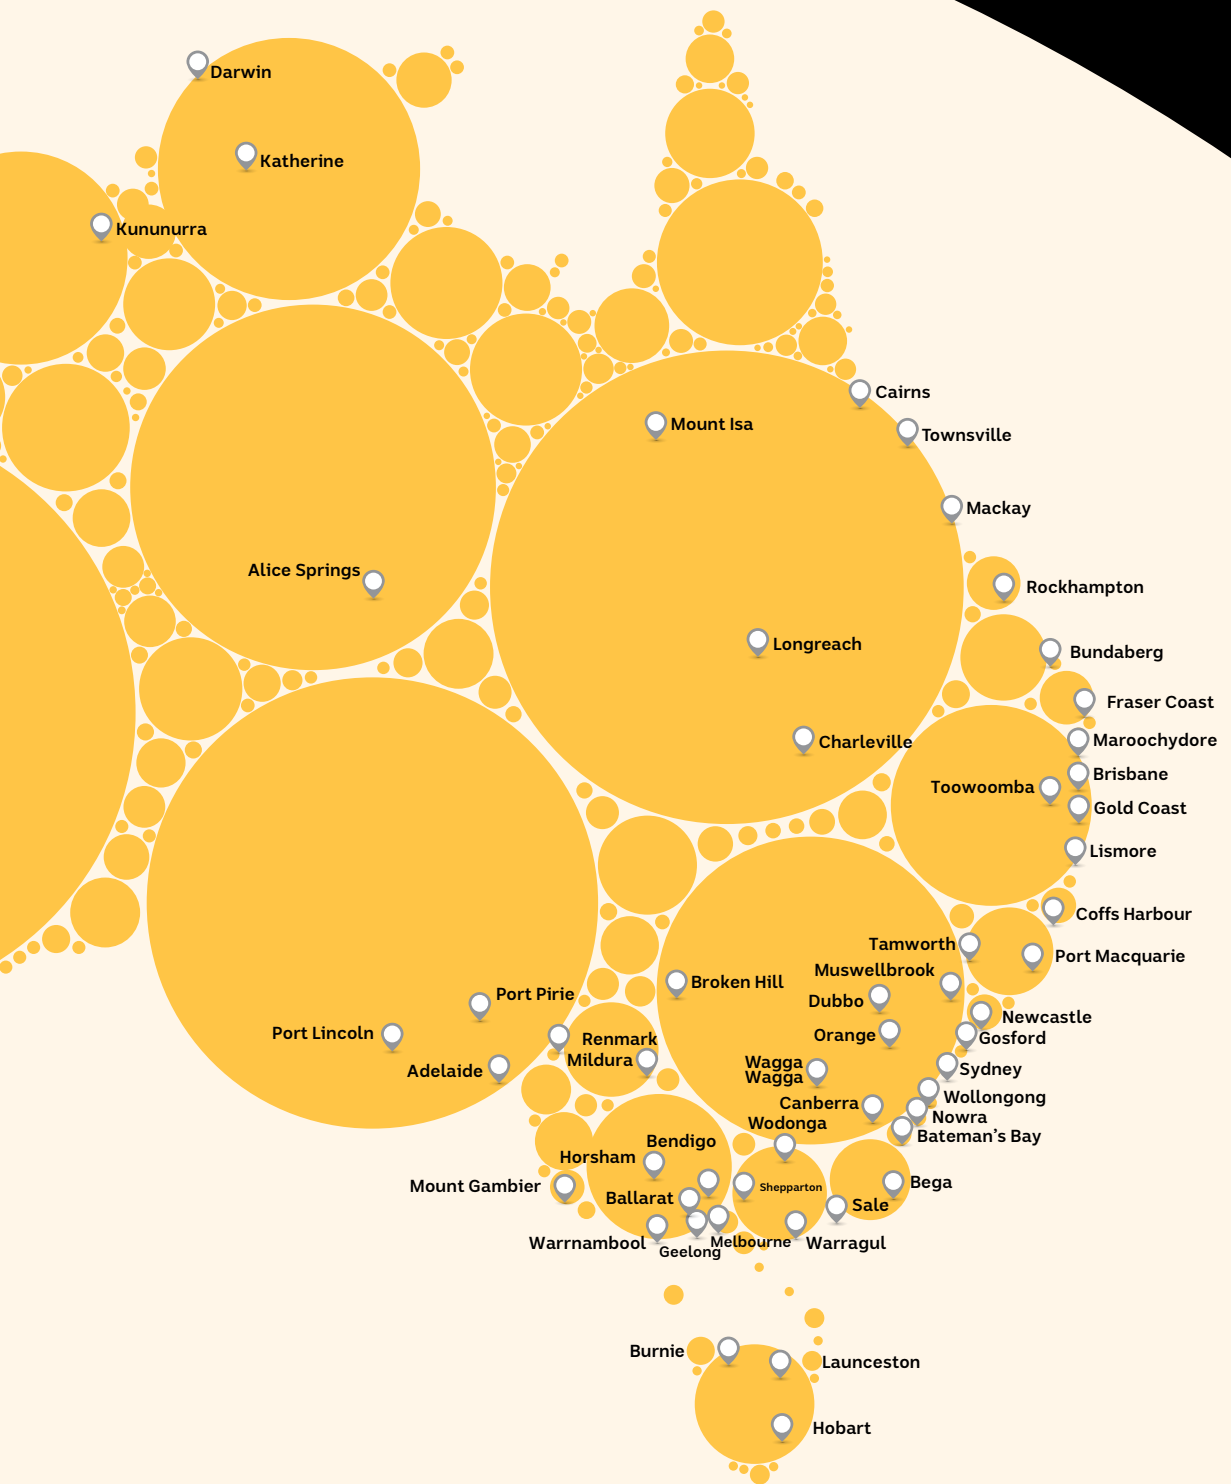 Darwin
Katherine
Kununurra
Cairns
Mount Isa
Townsville
Mackay
Alice Springs
Rockhampton
Longreach
Bundaberg
Fraser Coast
Charleville
Maroochydore
Brisbane
Toowoomba
Gold Coast
Lismore
Coffs Harbour
Tamworth
Port Macquarie
Muswellbrook
Broken Hill
Port Pirie
Dubbo
Newcastle
Port Lincoln
Orange
Gosford
Renmark
Mildura
Wagga
Wagga
Sydney
Adelaide
Wollongong
Canberra
Nowra
Wodonga
Bateman’s Bay
Bendigo
Horsham
Mount Gambier
Shepparton
Bega
Ballarat
Sale
Warrnambool
Geelong
Melbourne
Warragul
Burnie
Launceston
Hobart